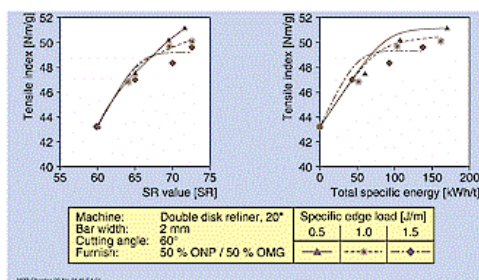 Tensile index [Nm/g]
52
50
48
46
44
42
40
55 60 65 70 75
SR value [SR]
Tensile index [Nm/g]
52
50
48
46
44
42
40
0 50 100 150 200
Total specific energy [kWh/t]
Machine: Double disk reliner, 20"
Bar width: 2 mm
Cutting angle: 60°
Furnish: 50 % ONP / 50 % OMG
Specific edge load [J/m]
0.5 1.0 1.5